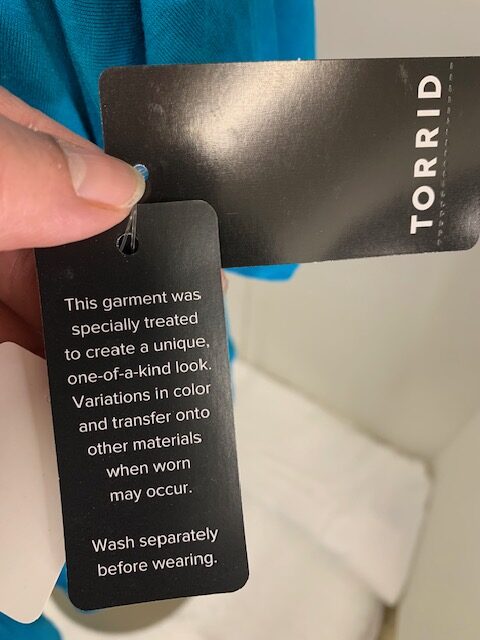 TORRID
This garment was
specially treated
to create a unique,
one-of-a-kind look.
Variations in color
and transfer onto
other materials
when worn
may occur.
Wash separately
before wearing.